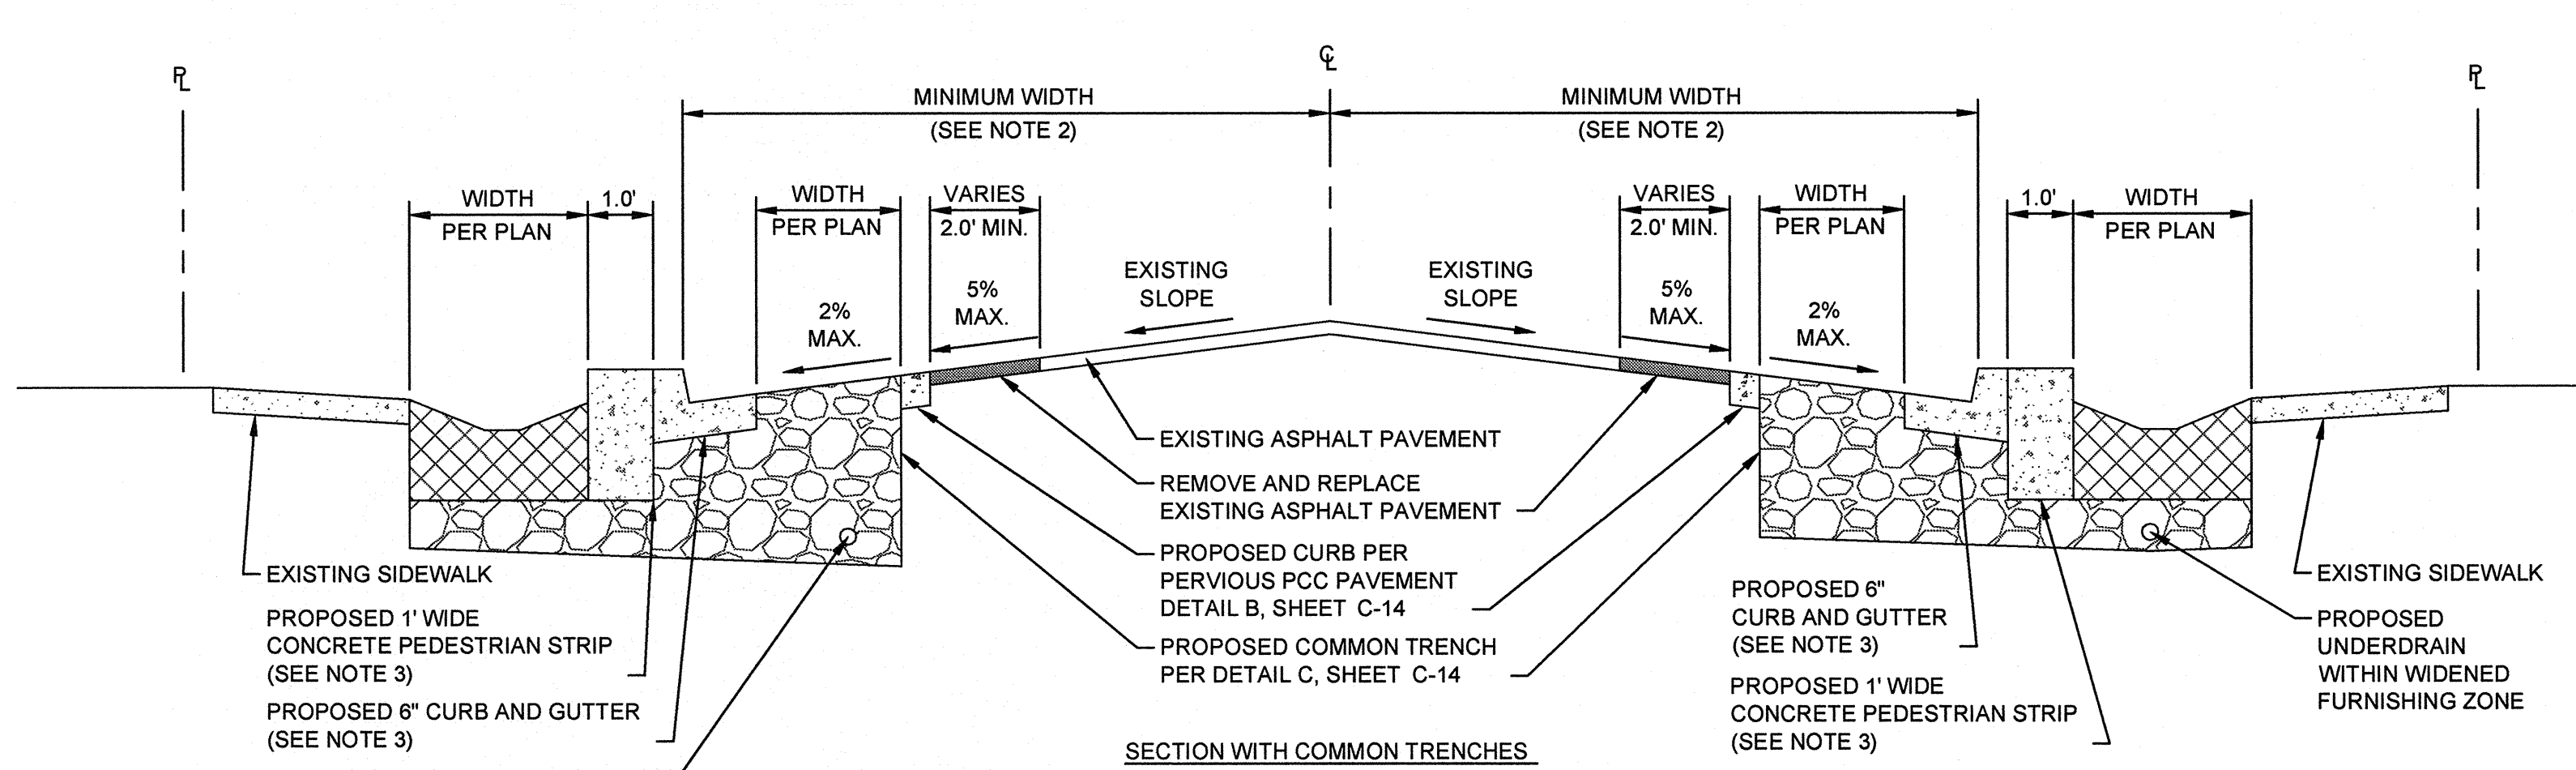 ℄
PL
PL
MINIMUM WIDTH
(SEE NOTE 2)
MINIMUM WIDTH
(SEE NOTE 2)
WIDTH
PER PLAN
1.0'
WIDTH
PER PLAN
VARIES
2.0' MIN.
VARIES
2.0' MIN.
WIDTH
PER PLAN
1.0'
WIDTH
PER PLAN
2%
MAX.
5%
MAX.
EXISTING
SLOPE
EXISTING
SLOPE
5%
MAX.
2%
MAX.
EXISTING ASPHALT PAVEMENT
REMOVE AND REPLACE
EXISTING ASPHALT PAVEMENT
PROPOSED CURB PER
PERVIOUS PCC PAVEMENT
DETAIL B, SHEET C-14
PROPOSED COMMON TRENCH
PER DETAIL C, SHEET C-14
EXISTING SIDEWALK
PROPOSED 1' WIDE
CONCRETE PEDESTRIAN STRIP
(SEE NOTE 3)
PROPOSED 6" CURB AND GUTTER
(SEE NOTE 3)
PROPOSED 6"
CURB AND GUTTER
(SEE NOTE 3)
PROPOSED 1' WIDE
CONCRETE PEDESTRIAN STRIP
(SEE NOTE 3)
EXISTING SIDEWALK
PROPOSED
UNDERDRAIN
WITHIN WIDENED
FURNISHING ZONE
SECTION WITH COMMON TRENCHES